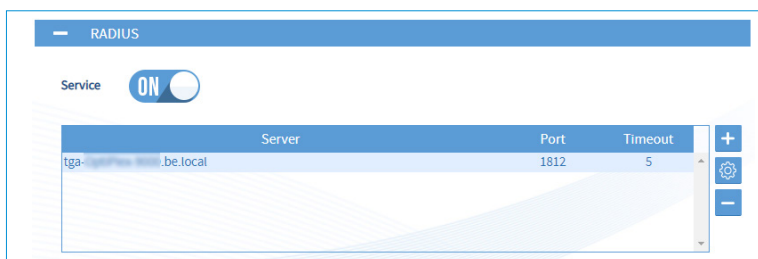 RADIUS
Service ON
Server Port Timeout
tga- .be.local 1812 5